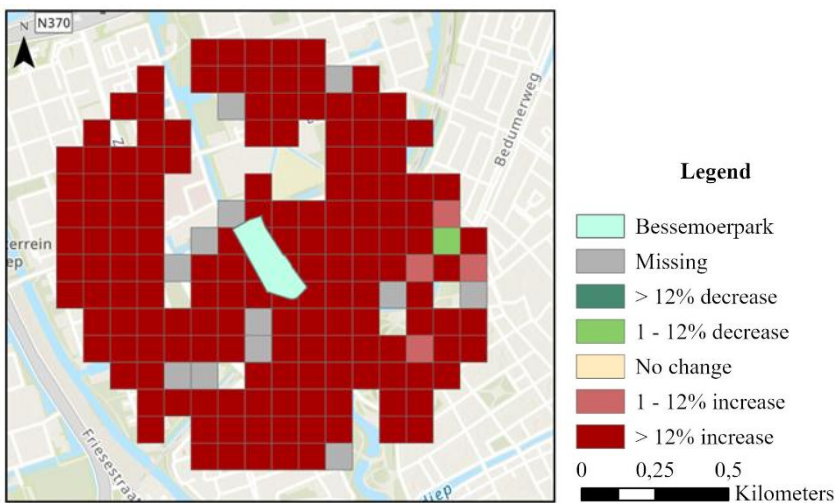 N370
N
Bedumerweg
Z
terrein
ep
Friesestraat
diep
Legend
Bessemoerpark
Missing
> 12% decrease
1 - 12% decrease
No change
1 - 12% increase
> 12% increase
0 0,25 0,5
Kilometers